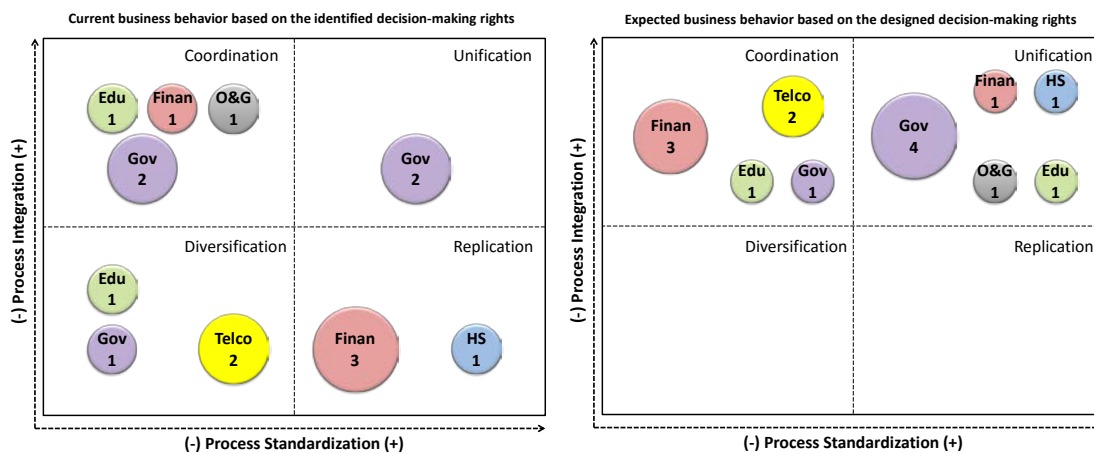 Current business behavior based on the identified decision-making rights
(-) Process Integration (+)
Coordination
Unification
Edu
1
Finan
1
O&G
1
Gov
2
Gov
2
Diversification
Replication
Edu
1
Gov
1
Telco
2
Finan
3
HS
1
(-) Process Standardization (+)
Expected business behavior based on the designed decision-making rights
(-) Process Integration (+)
Coordination
Unification
Finan
3
Telco
2
Edu
1
Gov
1
Gov
4
Finan
1
HS
1
O&G
1
Edu
1
Diversification
Replication
(-) Process Standardization (+)